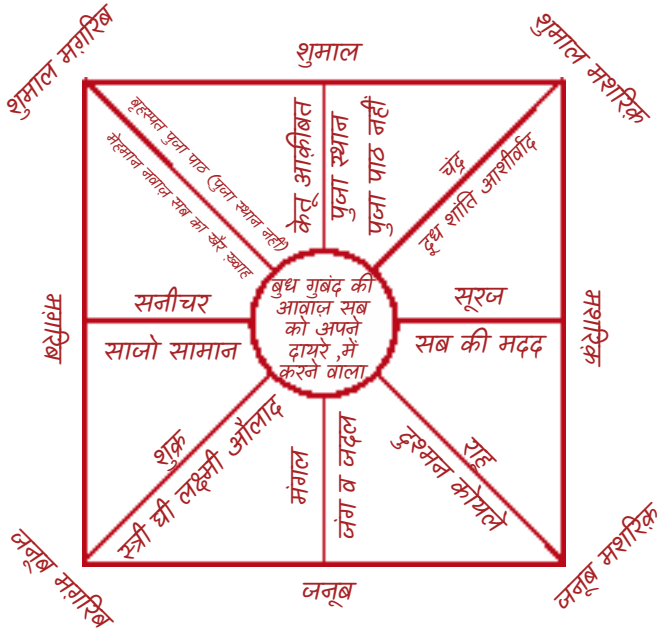 शुमाल मग़रिब
शुमाल
शुमाल मशरिक़
बृहस्पत पुजा पाठ (पुजा स्थान नहीं)
मेहमान नवाज़ सब का ख़ैर ख़्वाह
केतू आक़ीबत
पुजा स्थान
पुजा पाठ नहीं
चंद्र
दूध शांति आशीर्वाद
मग़रिब
सनीचर
साजो सामान
बुध गुबंद की
आवाज़ सब
को अपने
दायरे ,में
करने वाला
सूरज
सब की मदद
मशरिक़
शुक्र
स्त्री घी लक्ष्मी औलाद
मंगल
जंग व जदल
राहू
दुश्मन कोयले
जनूब मग़रिब
जनूब
जनूब मशरिक़